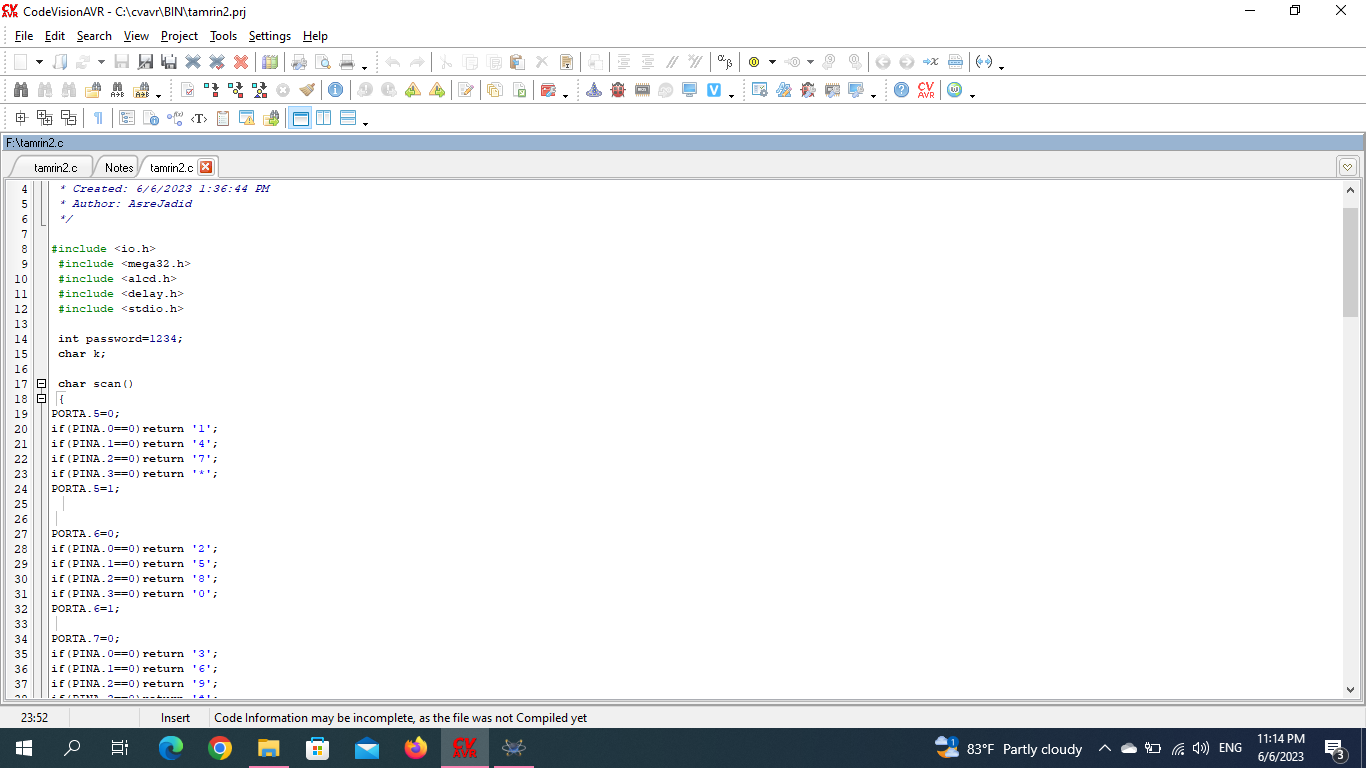 CodeVisionAVR - C:\cvavr\BIN\tamrin2.prj
File Edit Search View Project Tools Settings Help
F:\tamrin2.c
tamrin2.c Notes tamrin2.c
4 * Created: 6/6/2023 1:36:44 PM
5 * Author: AsreJadid
6 */
7
8 #include <io.h>
9 #include <mega32.h>
10 #include <alcd.h>
11 #include <delay.h>
12 #include <stdio.h>
13
14 int password=1234;
15 char k;
16
17 char scan()
18 {
19 PORTA.5=0;
20 if(PINA.0==0)return '1';
21 if(PINA.1==0)return '4';
22 if(PINA.2==0)return '7';
23 if(PINA.3==0)return '*';
24 PORTA.5=1;
25
26
27 PORTA.6=0;
28 if(PINA.0==0)return '2';
29 if(PINA.1==0)return '5';
30 if(PINA.2==0)return '8';
31 if(PINA.3==0)return '0';
32 PORTA.6=1;
33
34 PORTA.7=0;
35 if(PINA.0==0)return '3';
36 if(PINA.1==0)return '6';
37 if(PINA.2==0)return '9';
23:52 Insert Code Information may be incomplete, as the file was not Compiled yet
83°F Partly cloudy ENG 11:14 PM
6/6/2023 3